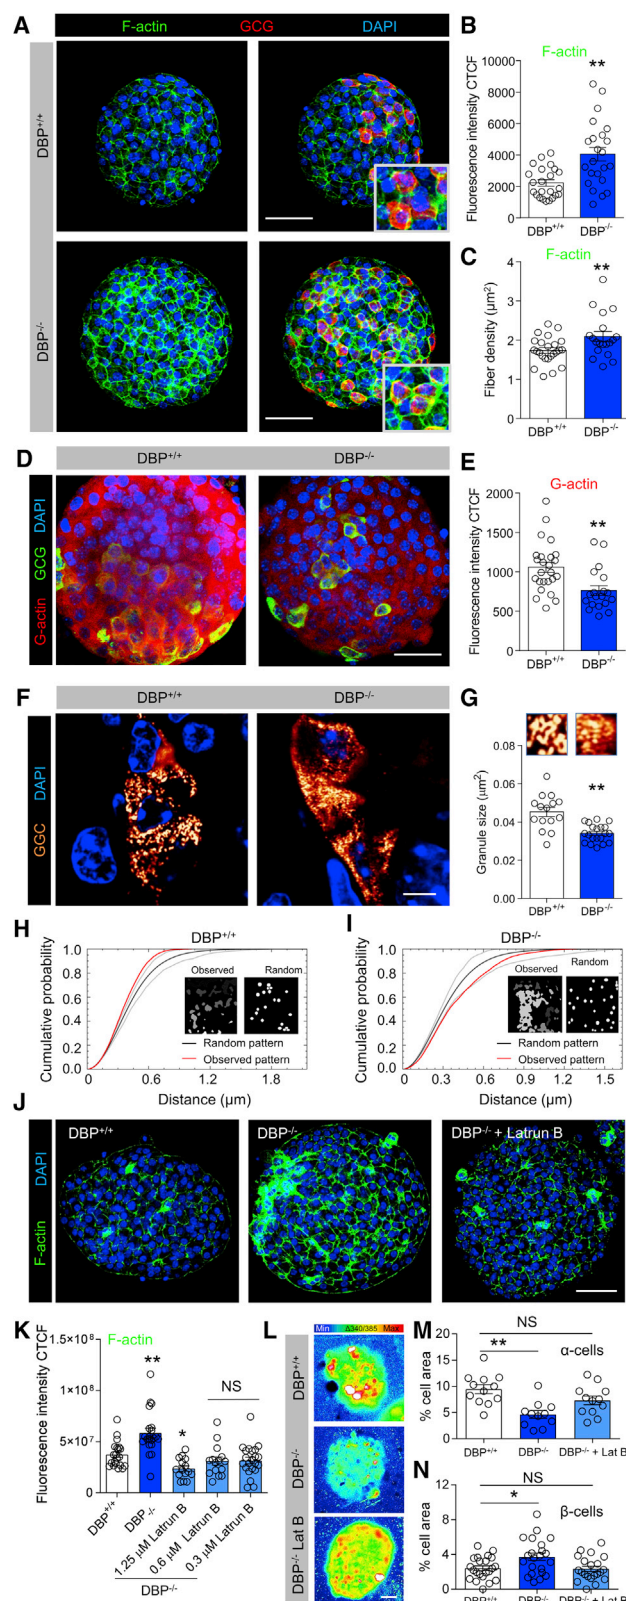 A
F-actin GCG DAPI
DBP+/+
DBP-/-
B
F-actin
Fluorescence intensity CTCF
10000
8000
6000
4000
2000
0
**
DBP+/+ DBP-/-
C
F-actin
Fiber density (µm²)
4
3
2
1
0
**
DBP+/+ DBP-/-
D
DBP+/+ DBP-/-
G-actin GCG DAPI
E
G-actin
Fluorescence intensity CTCF
2000
1500
1000
500
0
**
DBP+/+ DBP-/-
F
DBP+/+ DBP-/-
GGC DAPI
G
Granule size (µm²)
0.08
0.06
0.04
0.02
0.00
**
DBP+/+ DBP-/-
H
DBP+/+
Cumulative probability
1.0
0.8
0.6
0.4
0.2
0.0
Observed Random
Random pattern
Observed pattern
0 0.6 1.2 1.8
Distance (µm)
I
DBP-/-
Cumulative probability
1.0
0.8
0.6
0.4
0.2
0.0
Observed Random
Random pattern
Observed pattern
0 0.3 0.6 0.9 1.2 1.5
Distance (µm)
J
F-actin DAPI
DBP+/+ DBP-/- DBP-/- + Latrun B
K
F-actin
Fluorescence intensity CTCF
1.5×10⁸
1×10⁸
5×10⁷
0
**
*
NS
DBP+/+
DBP-/-
1.25 µM Latrun B
0.6 µM Latrun B
0.3 µM Latrun B
DBP-/-
L
Min Δ340/385 Max
DBP+/+
DBP-/-
DBP-/- Lat B
M
NS
**
α-cells
% cell area
20
15
10
5
0
DBP+/+ DBP-/- DBP-/- + Lat B
N
NS
*
β-cells
% cell area
12
8
4
0
DBP+/+ DBP-/- DBP-/- + Lat B